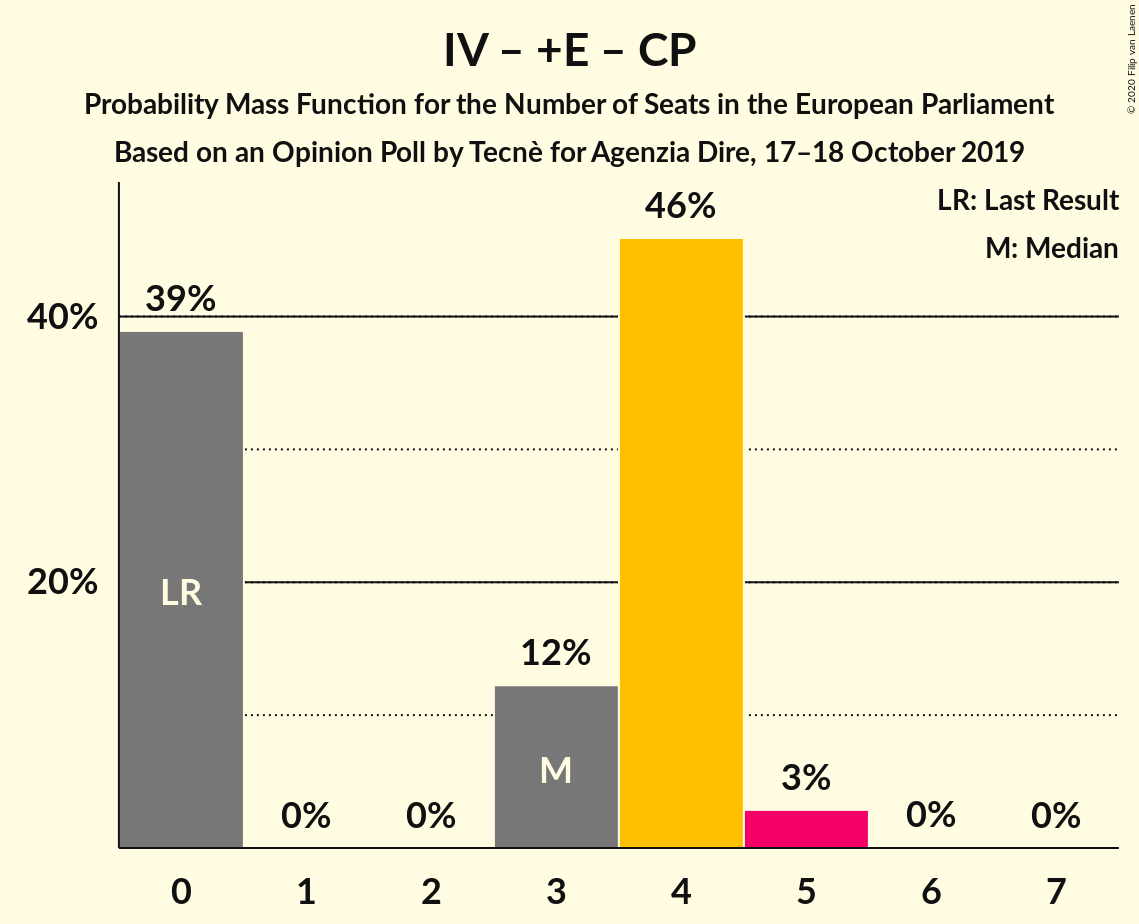 IV – +E – CP
Probability Mass Function for the Number of Seats in the European Parliament
Based on an Opinion Poll by Tecnè for Agenzia Dire, 17–18 October 2019
© 2020 Filip van Laenen
LR: Last Result
M: Median
46%
39%
40%
20%
LR
12%
M
3%
0%
0%
0%
0%
0 1 2 3 4 5 6 7